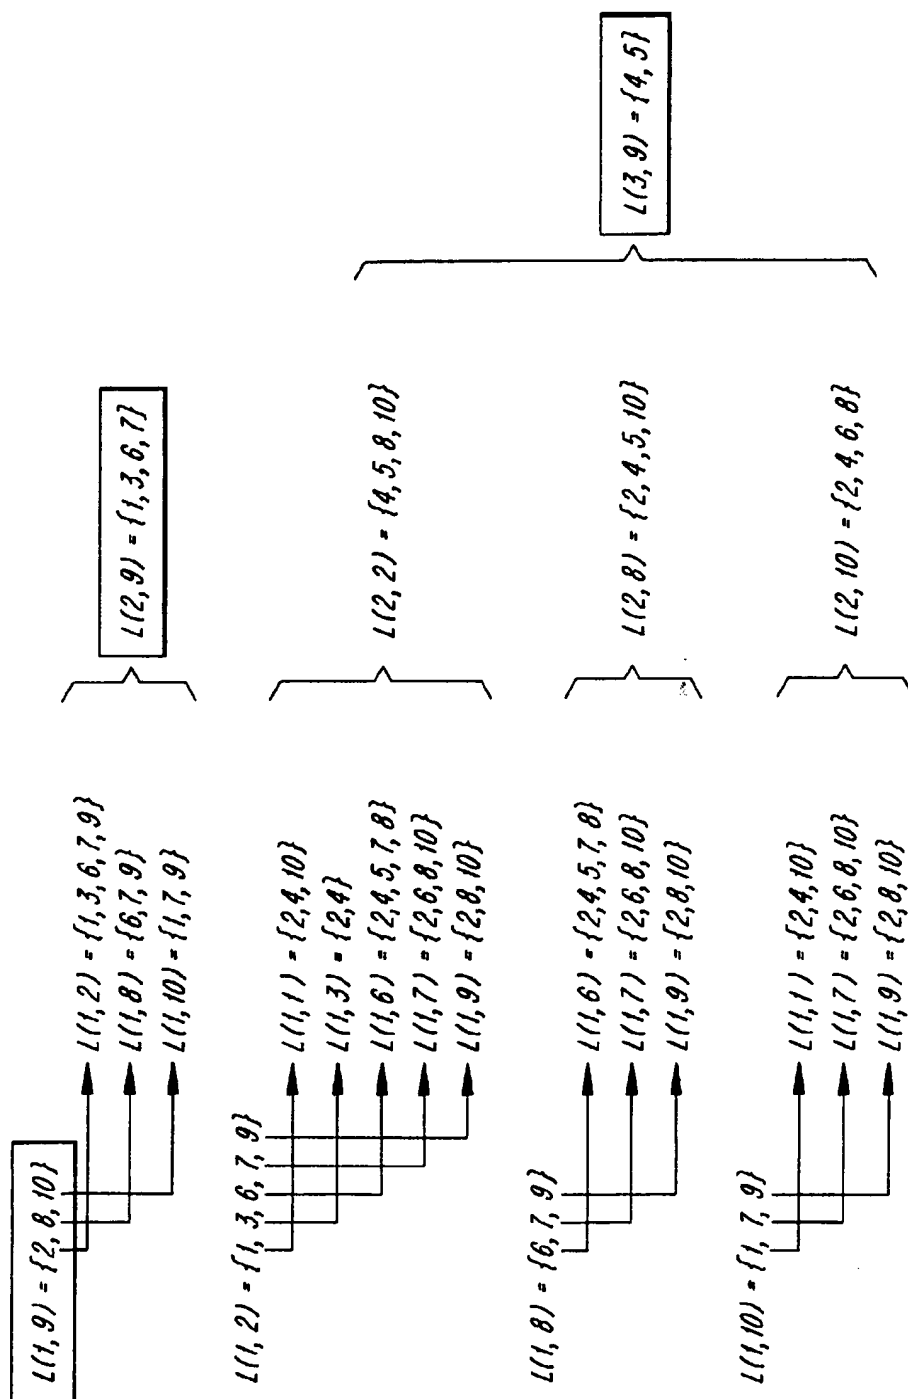 L(1,9) = {2,8,10}
L(1,2) = {1,3,6,7,9}
L(1,8) = {6,7,9}
L(1,10) = {1,7,9}
L(2,9) = {1,3,6,7}
L(1,2) = {1,3,6,7,9}
L(1,1) = {2,4,10}
L(1,3) = {2,4}
L(1,6) = {2,4,5,7,8}
L(1,7) = {2,6,8,10}
L(1,9) = {2,8,10}
L(2,2) = {4,5,8,10}
L(1,8) = {6,7,9}
L(1,6) = {2,4,5,7,8}
L(1,7) = {2,6,8,10}
L(1,9) = {2,8,10}
L(2,8) = {2,4,5,10}
L(3,9) = {4,5}
L(1,10) = {1,7,9}
L(1,1) = {2,4,10}
L(1,7) = {2,6,8,10}
L(1,9) = {2,8,10}
L(2,10) = {2,4,6,8}